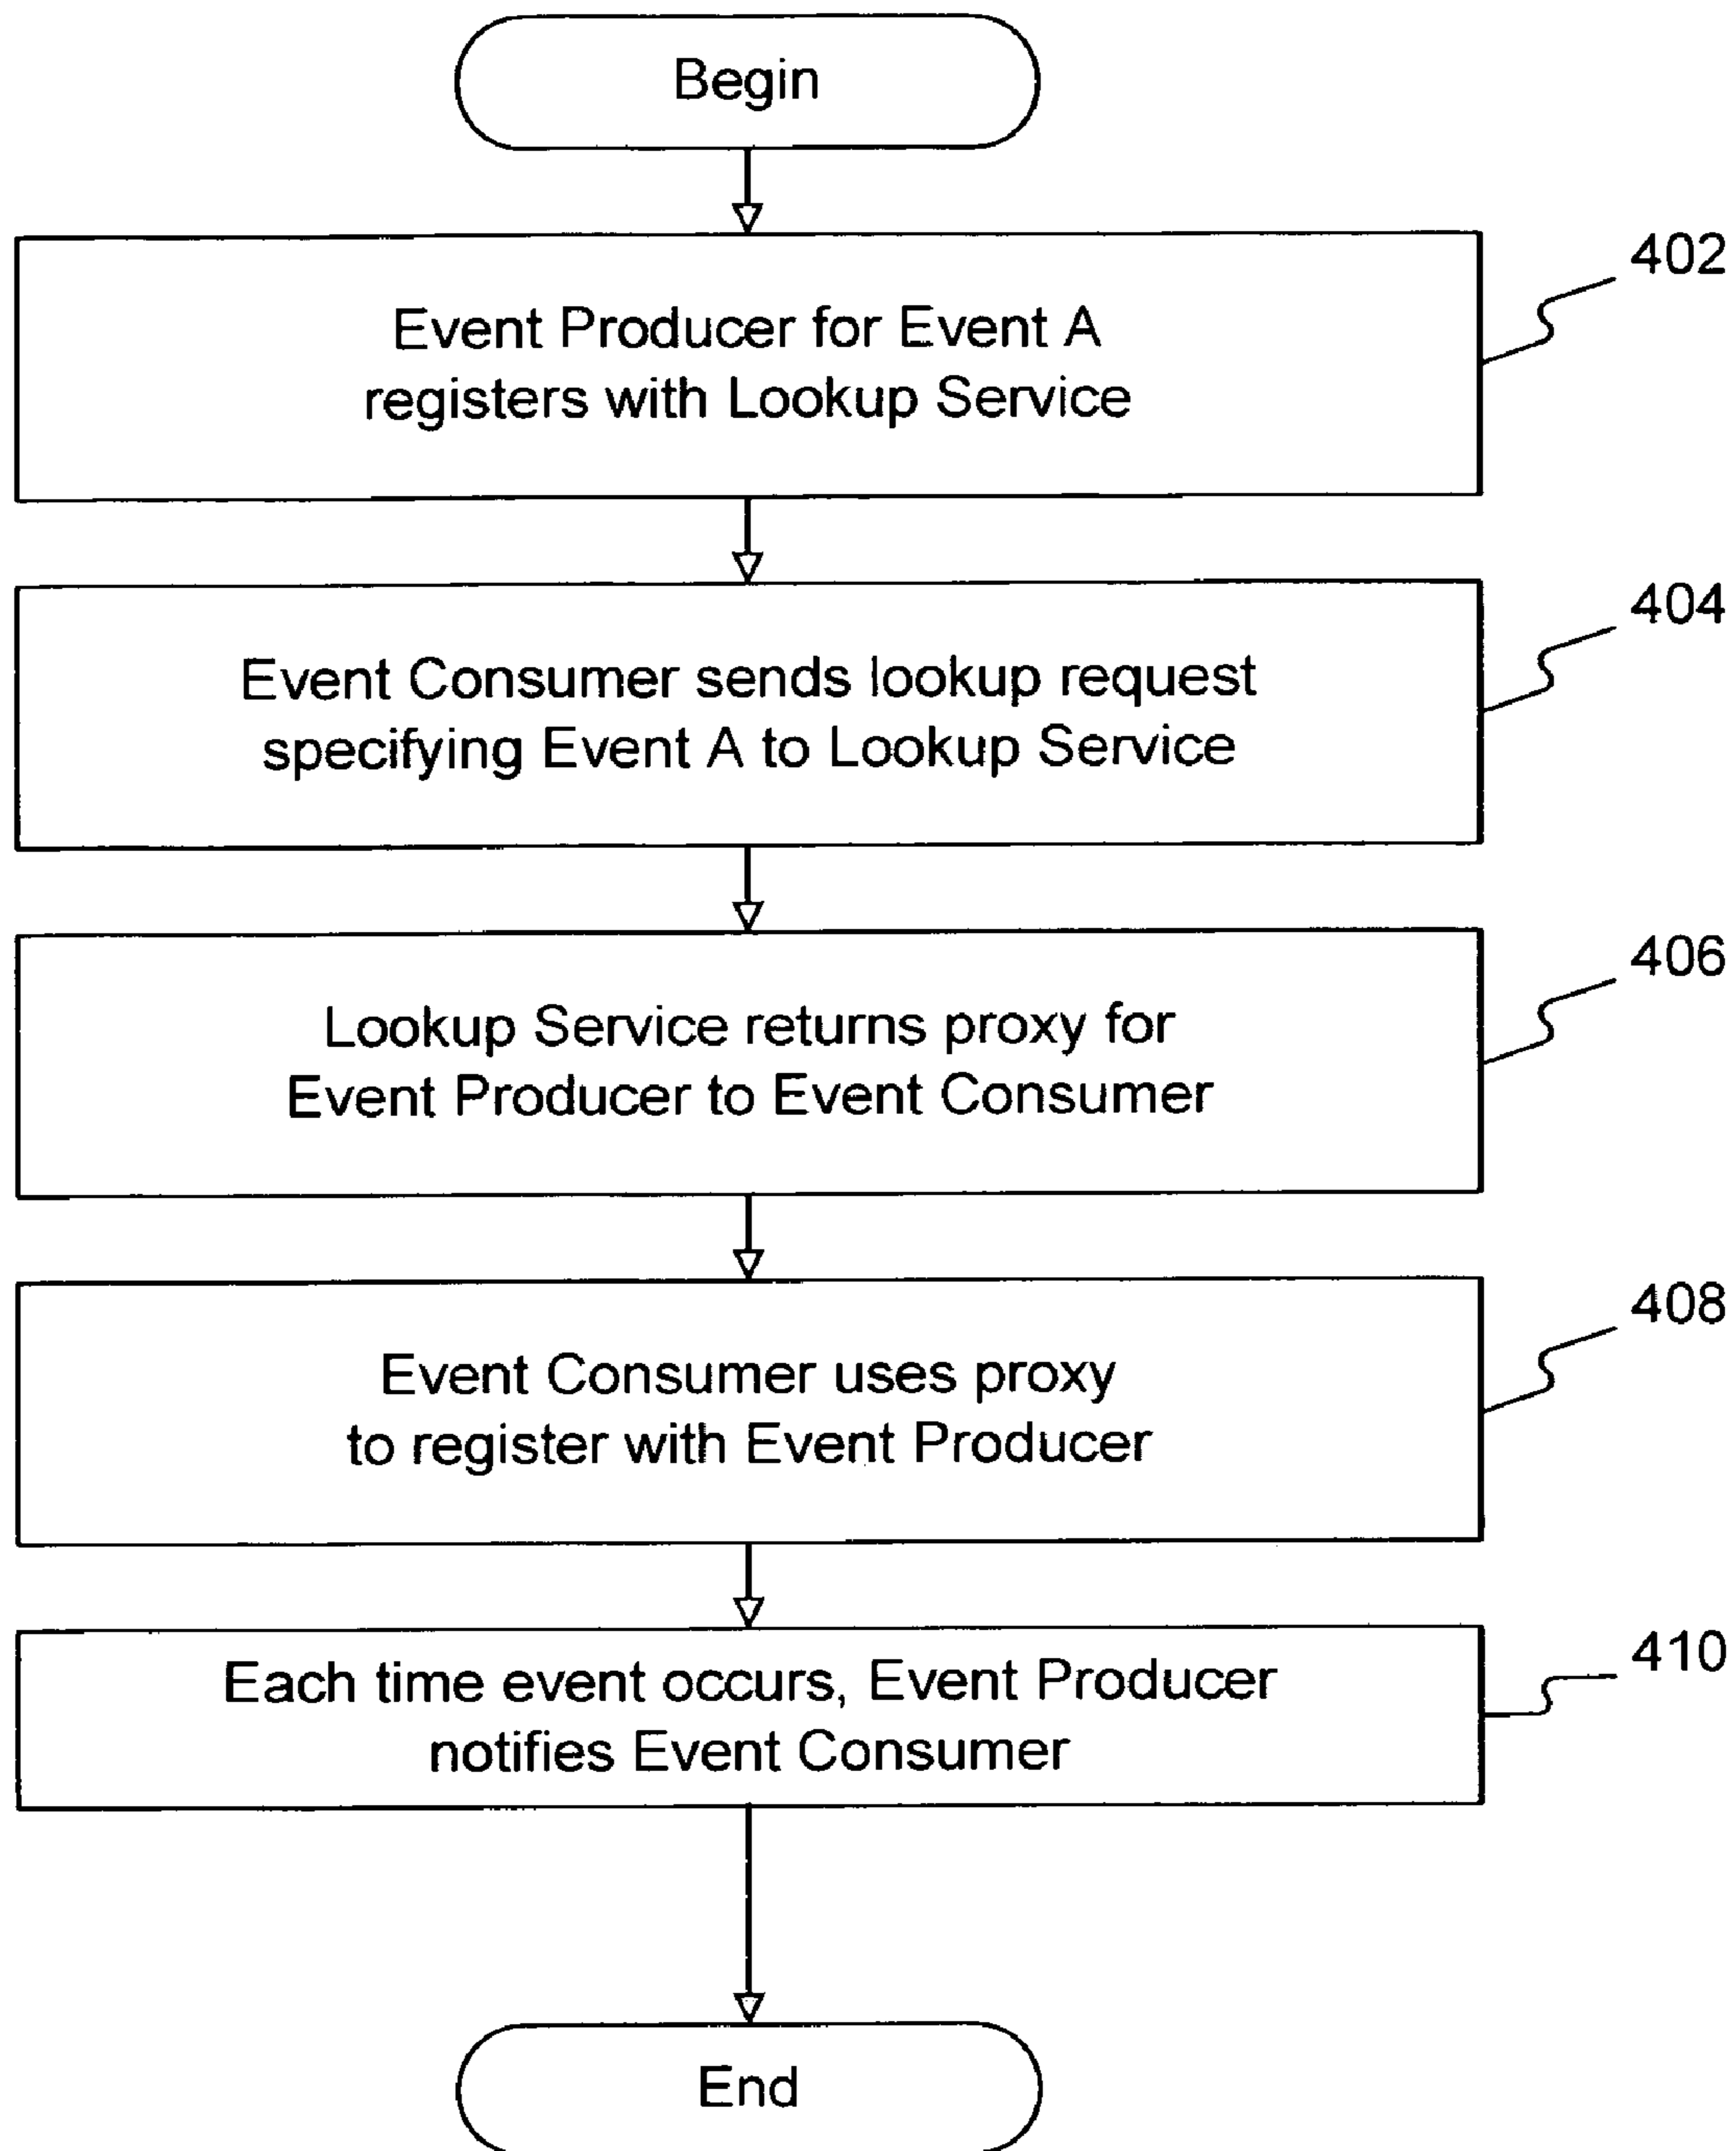 Begin
402
Event Producer for Event A
registers with Lookup Service
404
Event Consumer sends lookup request
specifying Event A to Lookup Service
406
Lookup Service returns proxy for
Event Producer to Event Consumer
408
Event Consumer uses proxy
to register with Event Producer
410
Each time event occurs, Event Producer
notifies Event Consumer
End